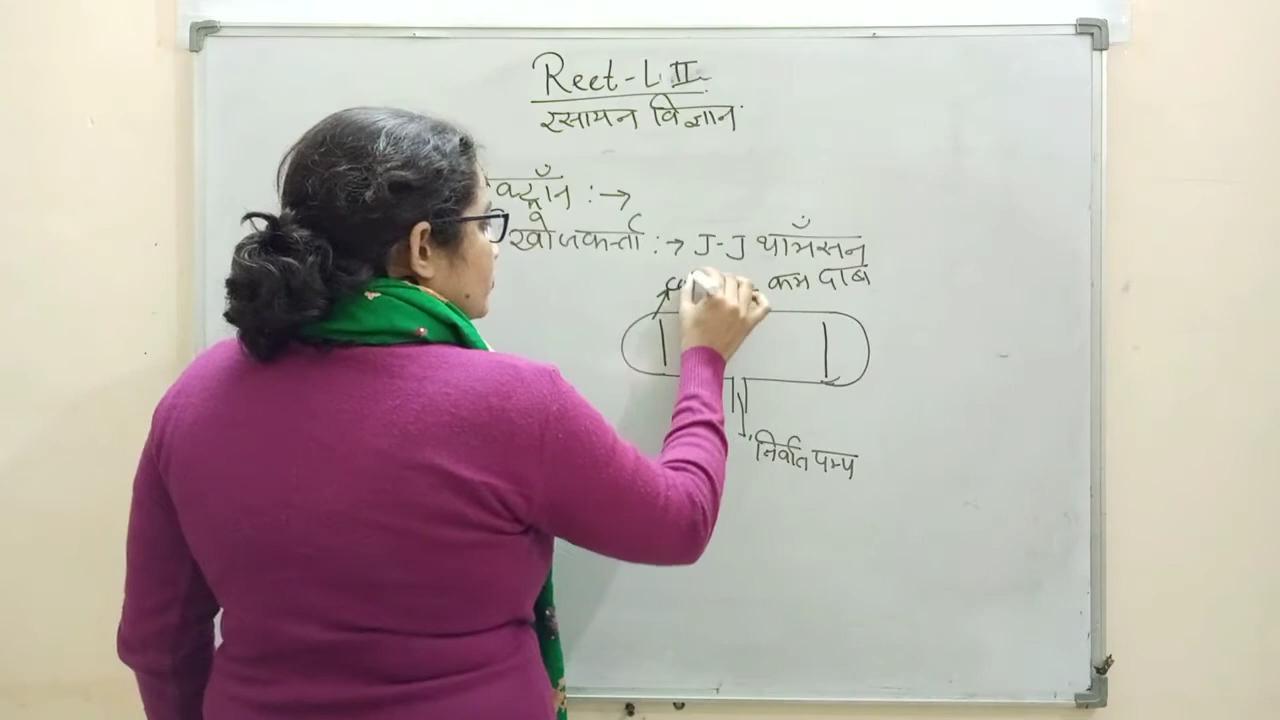 Reet-L II
रसायन विज्ञान
क्ट्रॉन :→
खोजकर्त्ता :→ J-J थॉमसन
कम दाब
निर्वात पम्प